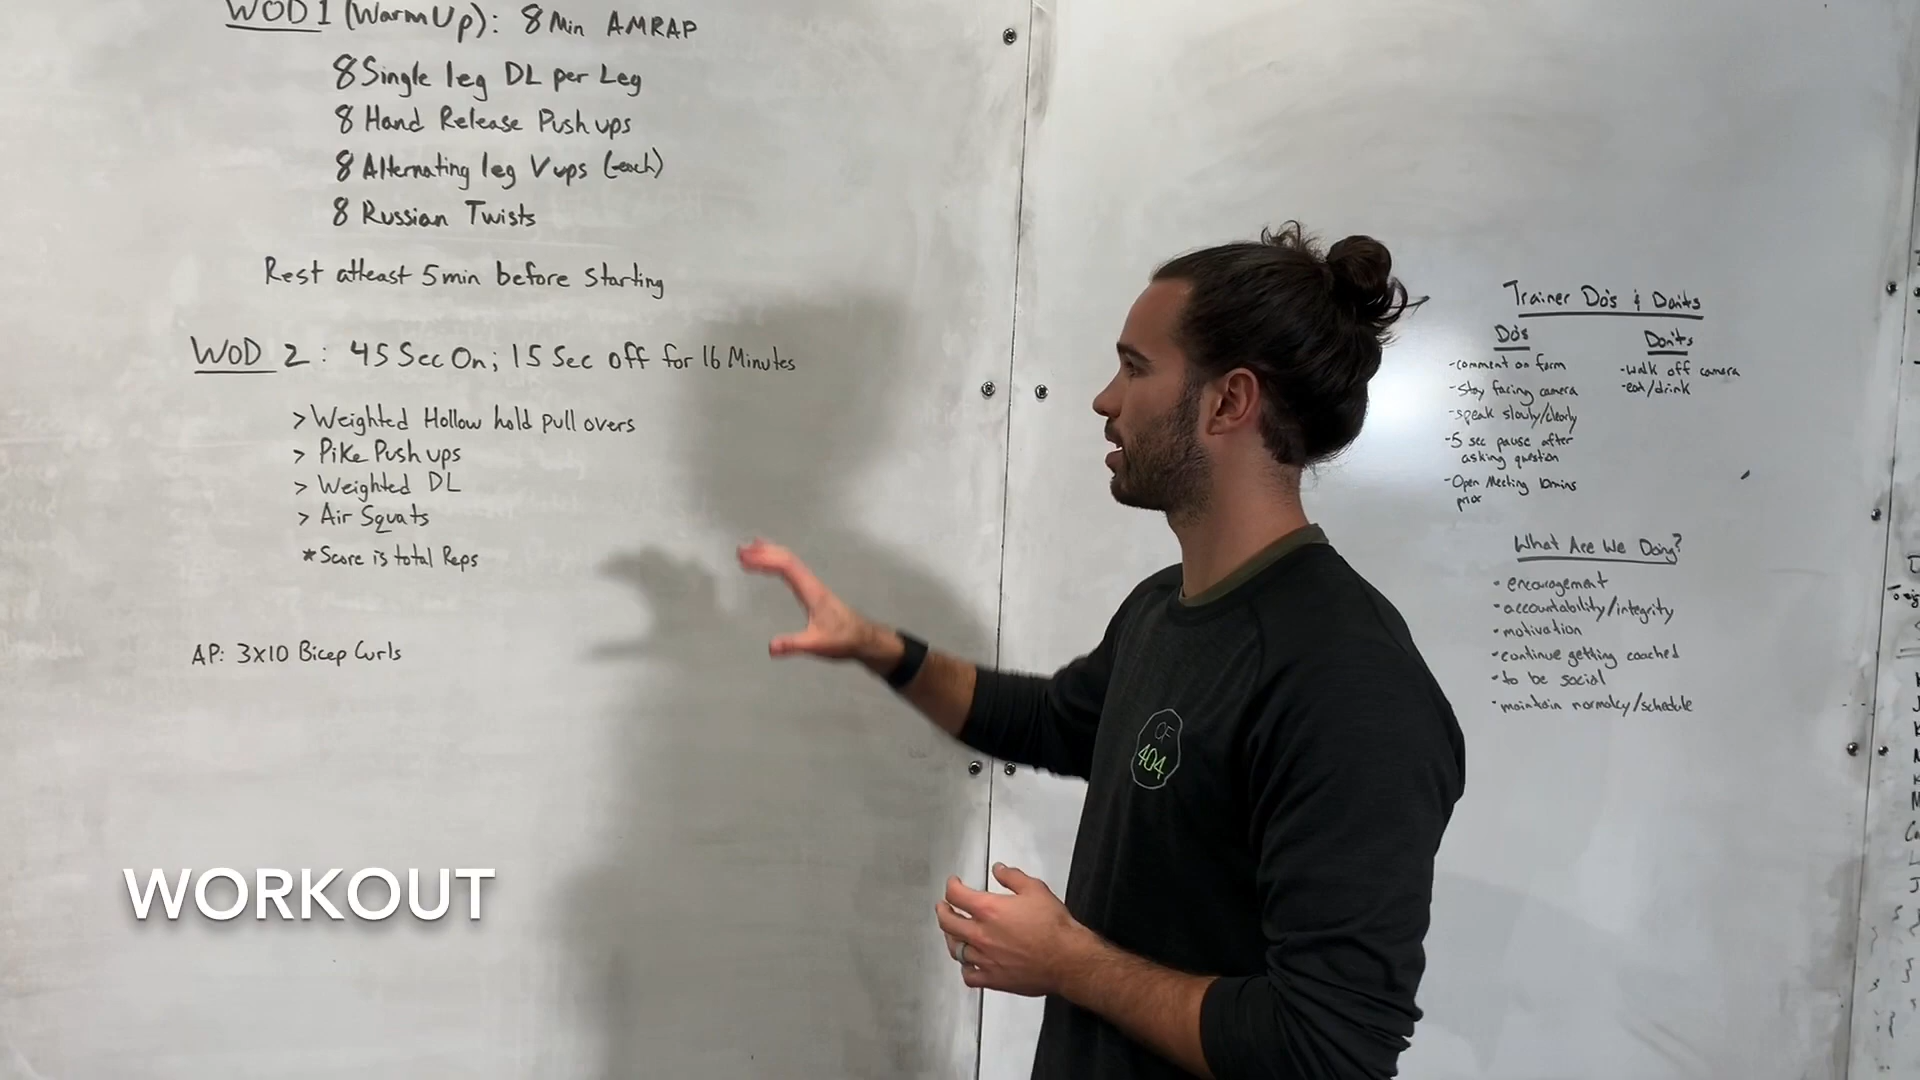 WOD 1 (Warm Up): 8 Min AMRAP
8 Single leg DL per Leg
8 Hand Release Push ups
8 Alternating leg V ups (each)
8 Russian Twists
Rest atleast 5 min before Starting
WOD 2 : 45 Sec On; 15 Sec off for 16 Minutes
> Weighted Hollow hold pull overs
> Pike Push ups
> Weighted DL
> Air Squats
* Score is total Reps
AP: 3x10 Bicep Curls
WORKOUT
CF
404
Trainer Do's & Don'ts
Do's
-comment on form
-Stay facing camera
-speak slowly/clearly
-5 sec pause after
asking question
-Open Meeting 10mins
prior
Don'ts
-walk off camera
-eat/drink
What Are We Doing?
• encouragement
• accountability/integrity
• motivation
• continue getting coached
• to be social
• maintain normalcy/schedule